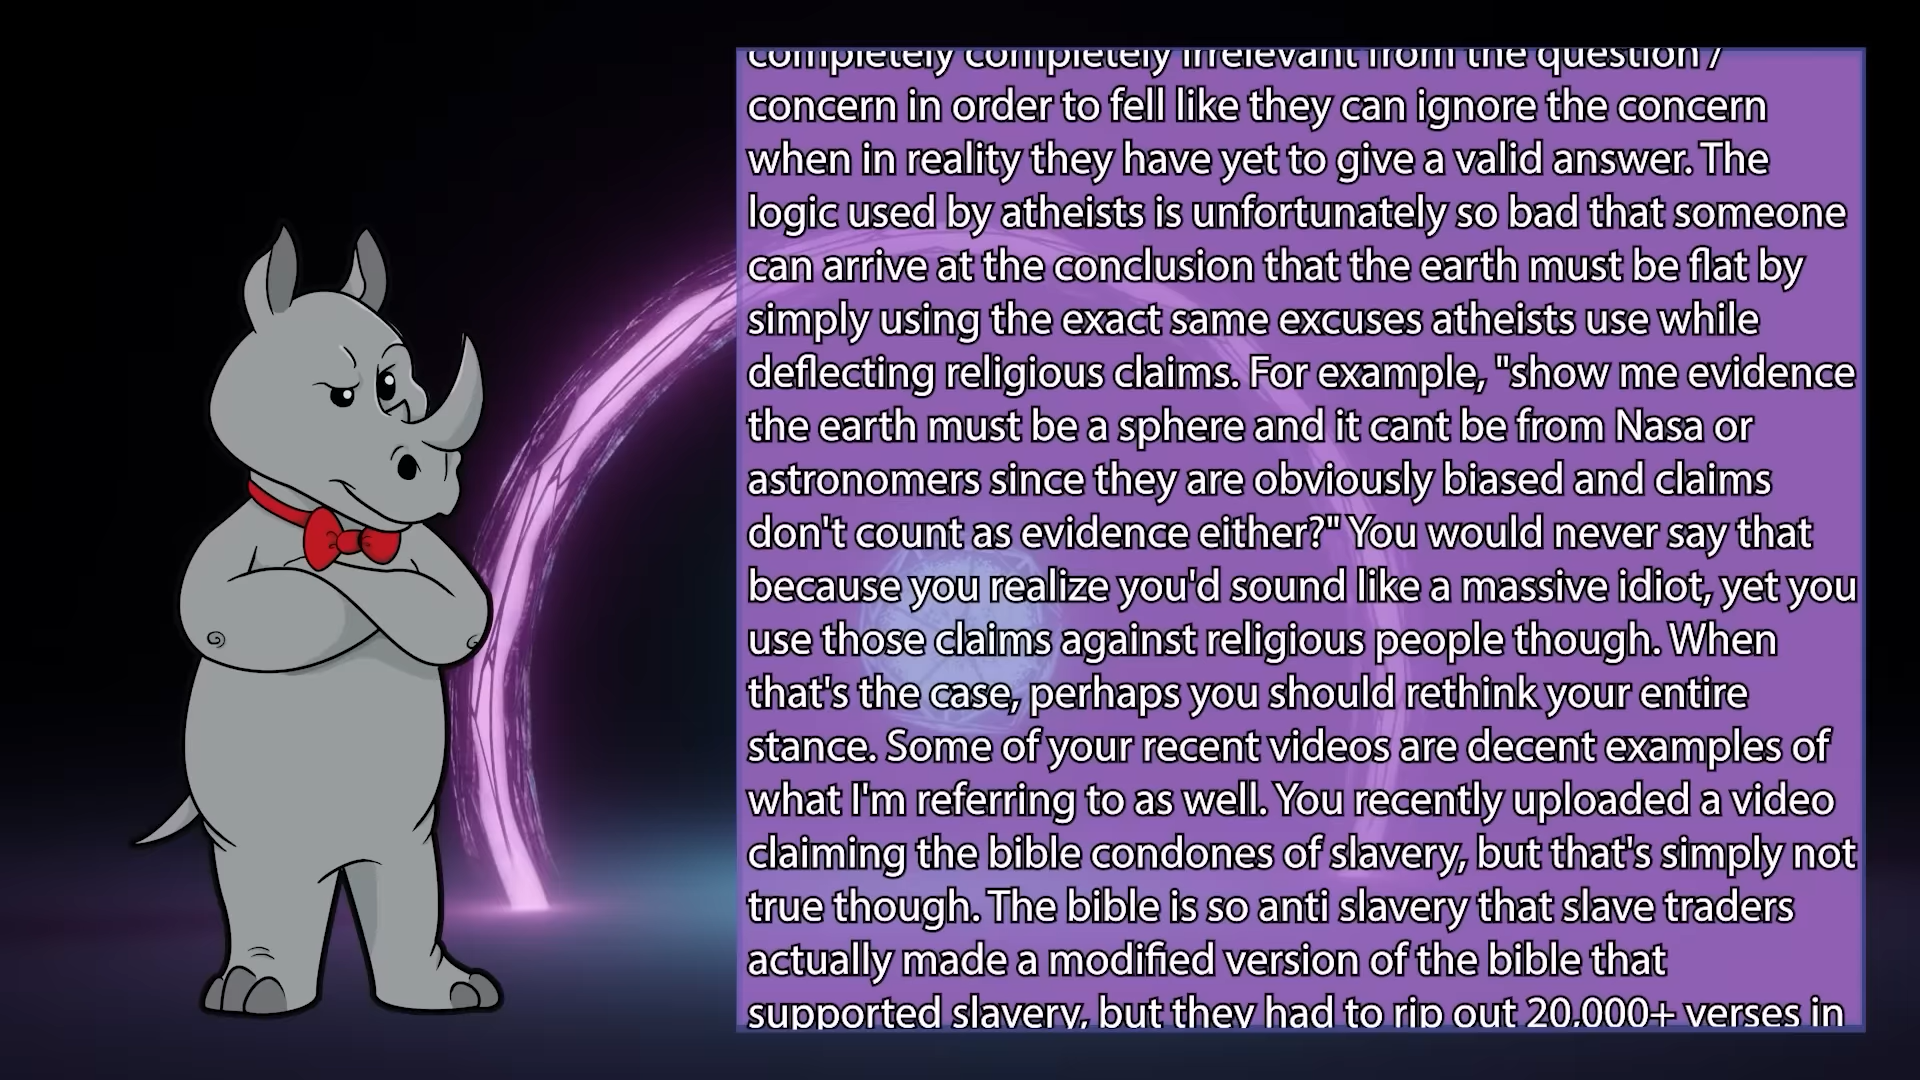 completely completely irrelevant from the question /
concern in order to fell like they can ignore the concern
when in reality they have yet to give a valid answer. The
logic used by atheists is unfortunately so bad that someone
can arrive at the conclusion that the earth must be flat by
simply using the exact same excuses atheists use while
deflecting religious claims. For example, "show me evidence
the earth must be a sphere and it cant be from Nasa or
astronomers since they are obviously biased and claims
don't count as evidence either?" You would never say that
because you realize you'd sound like a massive idiot, yet you
use those claims against religious people though. When
that's the case, perhaps you should rethink your entire
stance. Some of your recent videos are decent examples of
what I'm referring to as well. You recently uploaded a video
claiming the bible condones of slavery, but that's simply not
true though. The bible is so anti slavery that slave traders
actually made a modified version of the bible that
supported slavery, but they had to rip out 20,000+ verses in